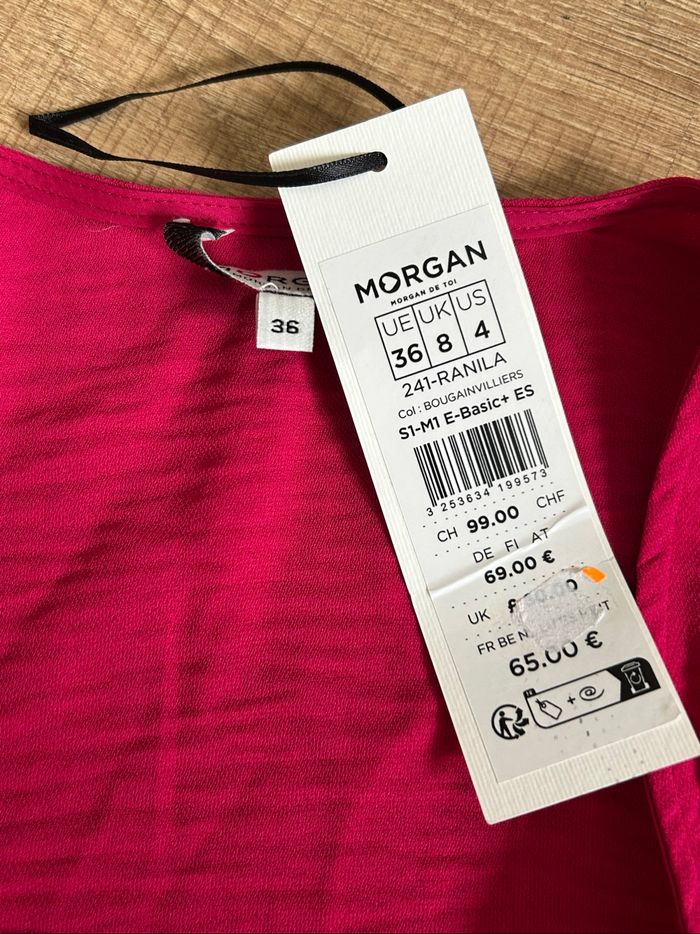 MORGAN
MORGAN DE TOI
UE UK US
36 8 4
241-RANILA
Col : BOUGAINVILLIERS
S1-M1 E-Basic+ ES
3 253634 199573
CH 99.00 CHF
DE FI AT
69.00 €
UK
FR BE
65.00 €
+ @
MORG
36